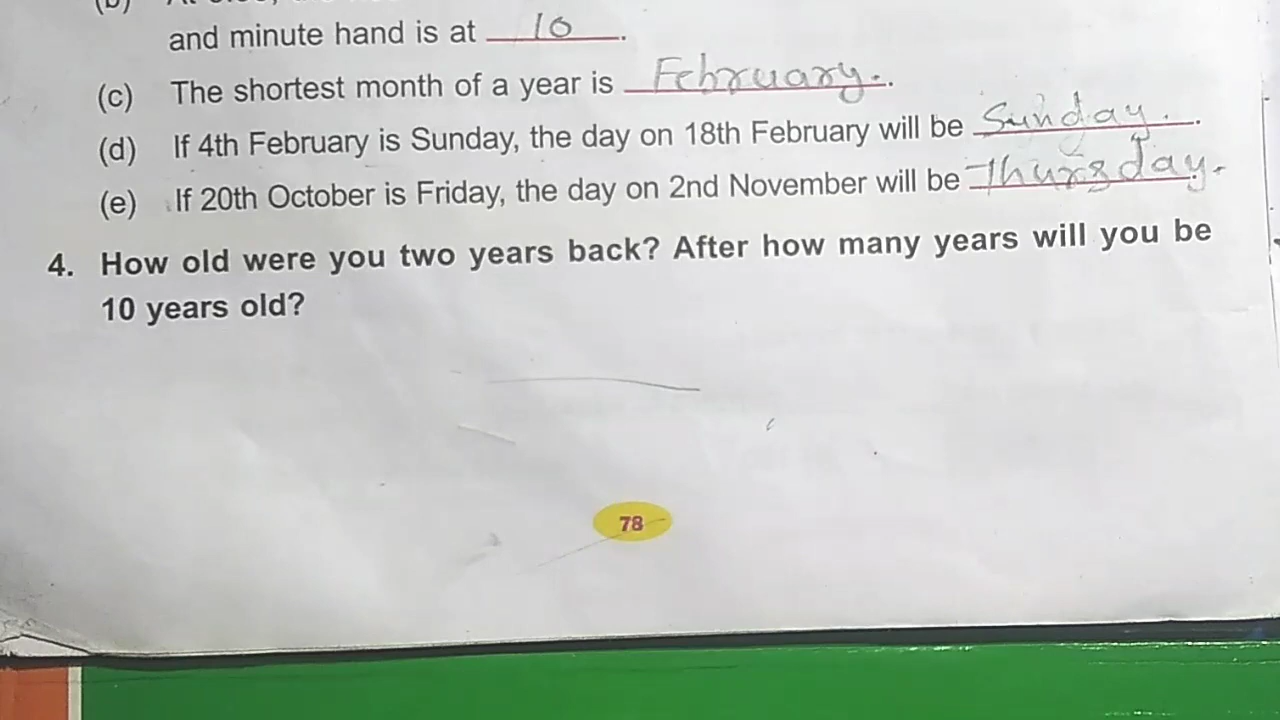 and minute hand is at 10.
(c) The shortest month of a year is February..
(d) If 4th February is Sunday, the day on 18th February will be Sunday..
(e) If 20th October is Friday, the day on 2nd November will be Thursday.
4. How old were you two years back? After how many years will you be
10 years old?
78